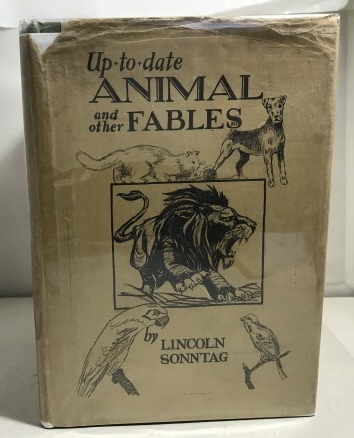 Up·to·date
ANIMAL
and other FABLES
by LINCOLN
SONNTAG